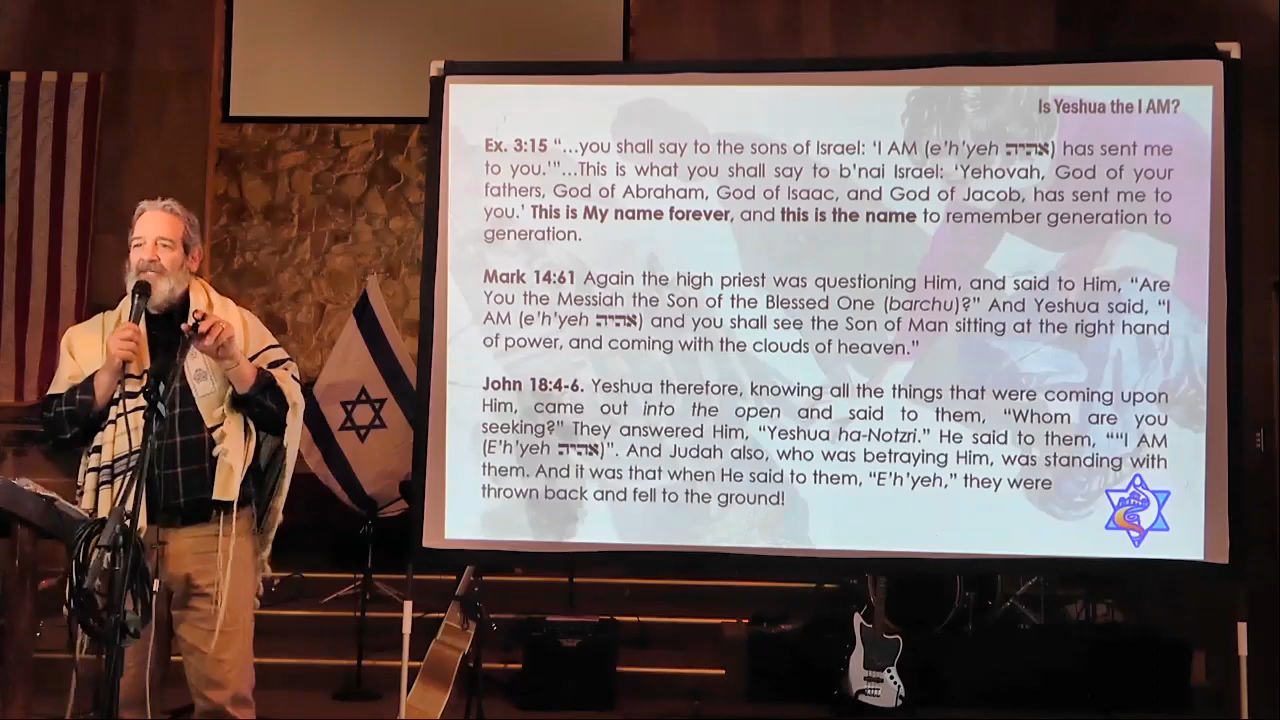 Is Yeshua the I AM?
Ex. 3:15 “…you shall say to the sons of Israel: ‘I AM (e’h’yeh אהיה) has sent me
to you.’”…This is what you shall say to b’nai Israel: ‘Yehovah, God of your
fathers, God of Abraham, God of Isaac, and God of Jacob, has sent me to
you.’ This is My name forever, and this is the name to remember generation to
generation.
Mark 14:61 Again the high priest was questioning Him, and said to Him, “Are
You the Messiah the Son of the Blessed One (barchu)?” And Yeshua said, “I
AM (e’h’yeh אהיה) and you shall see the Son of Man sitting at the right hand
of power, and coming with the clouds of heaven.”
John 18:4-6. Yeshua therefore, knowing all the things that were coming upon
Him, came out into the open and said to them, “Whom are you
seeking?” They answered Him, “Yeshua ha-Notzri.” He said to them, ““I AM
(E’h’yeh אהיה)”. And Judah also, who was betraying Him, was standing with
them. And it was that when He said to them, “E’h’yeh,” they were
thrown back and fell to the ground!